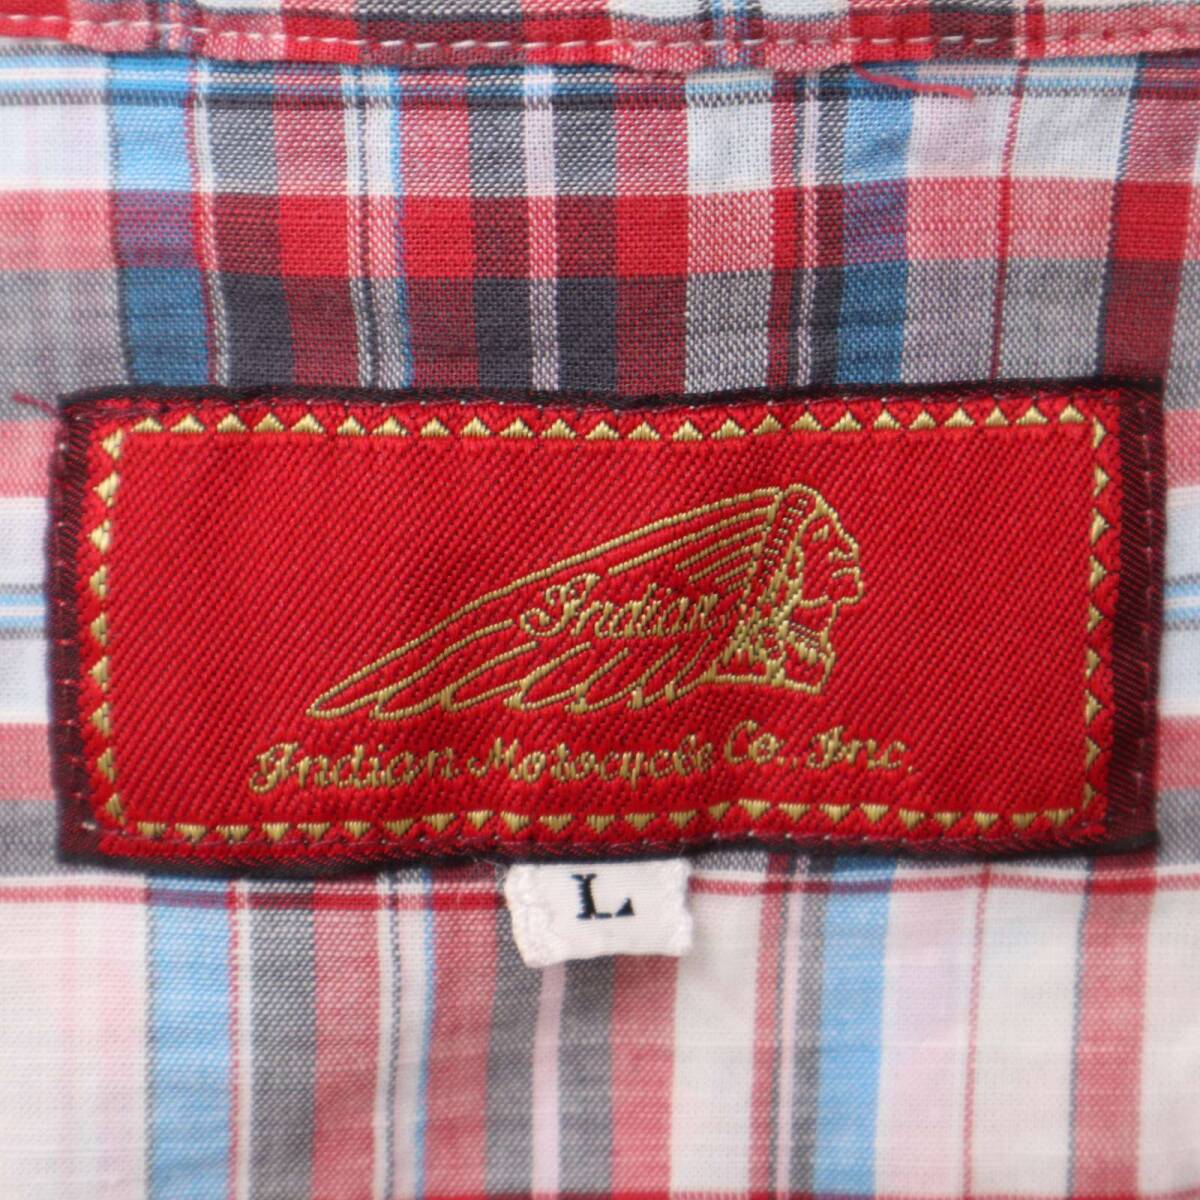 Indian
Indian Motocycle Co., Inc.
L